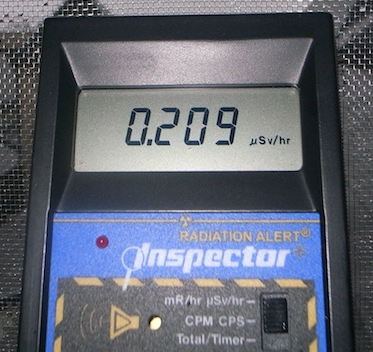 0.209 µSv/hr
RADIATION ALERT®
Inspector+
mR/hr µSv/hr
CPM CPS
Total/Timer